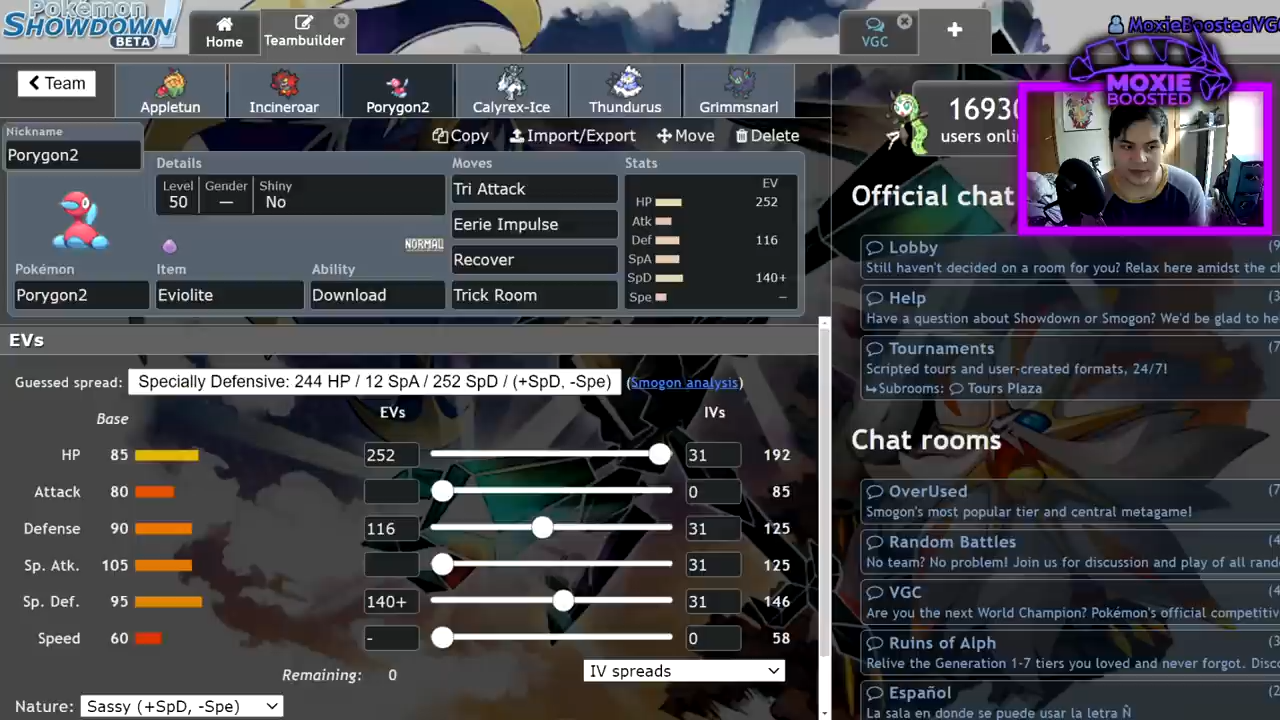 Pokémon
SHOWDOWN!
BETA
Home
Teambuilder
VGC
MoxieBoostedVGC
Team
Appletun
Incineroar
Porygon2
Calyrex-Ice
Thundurus
Grimmsnarl
MOXIE
BOOSTED
Nickname
Porygon2
Copy
Import/Export
Move
Delete
16930
users onli
Details
Level
Gender
Shiny
50
—
No
NORMAL
Pokémon
Porygon2
Item
Eviolite
Ability
Download
Moves
Tri Attack
Eerie Impulse
Recover
Trick Room
Stats
EV
HP 252
Atk
Def 116
SpA
SpD 140+
Spe –
EVs
Guessed spread: Specially Defensive: 244 HP / 12 SpA / 252 SpD / (+SpD, -Spe) (Smogon analysis)
Base EVs IVs
HP 85 252 31 192
Attack 80 0 85
Defense 90 116 31 125
Sp. Atk. 105 31 125
Sp. Def. 95 140+ 31 146
Speed 60 - 0 58
Remaining: 0
IV spreads
Nature: Sassy (+SpD, -Spe)
Official chat
Lobby
Still haven't decided on a room for you? Relax here amidst the ch
Help
Have a question about Showdown or Smogon? We'd be glad to he
Tournaments
Scripted tours and user-created formats, 24/7!
↳Subrooms: Tours Plaza
Chat rooms
OverUsed
Smogon's most popular tier and central metagame!
Random Battles
No team? No problem! Join us for discussion and play of all rand
VGC
Are you the next World Champion? Pokémon's official competitiv
Ruins of Alph
Relive the Generation 1-7 tiers you loved and never forgot. Disc
Español
La sala en donde se puede usar la letra Ñ